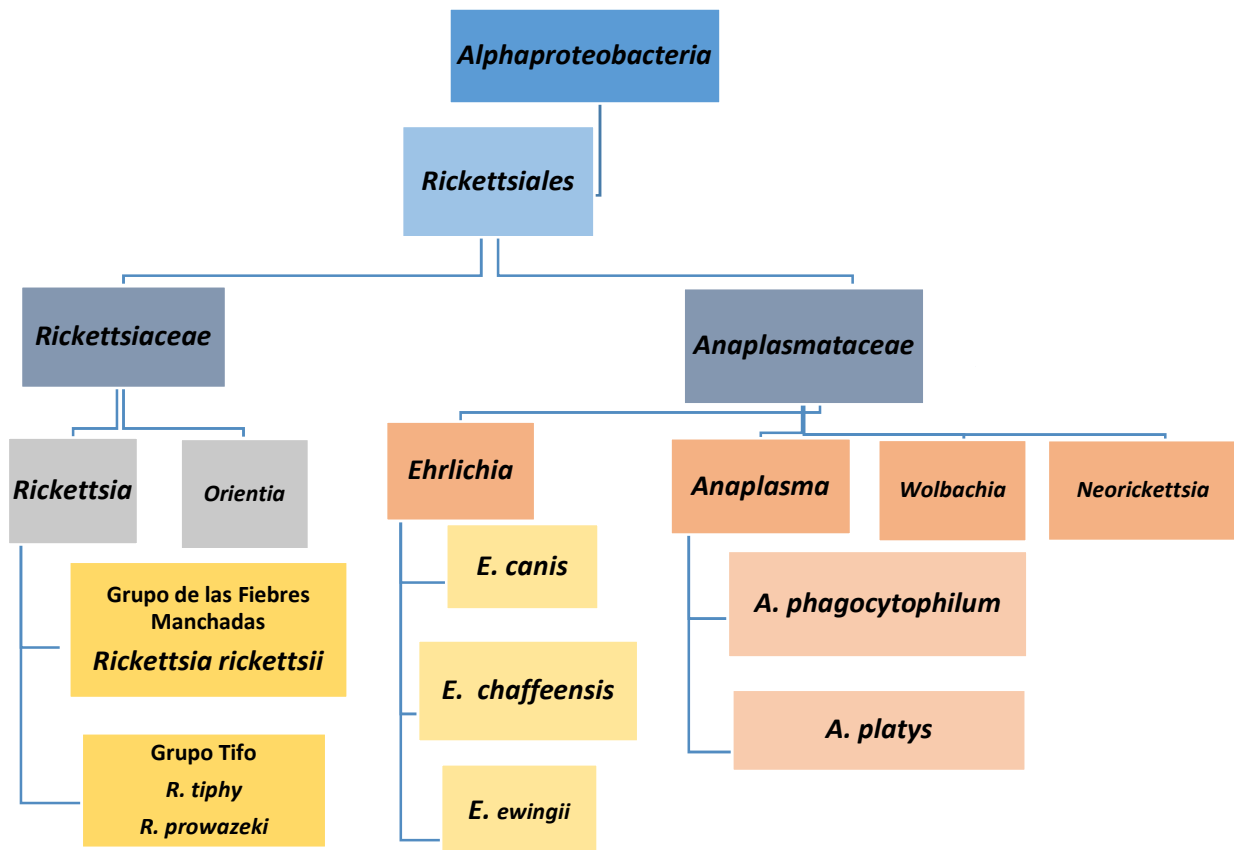 Alphaproteobacteria
Rickettsiales
Rickettsiaceae
Anaplasmataceae
Rickettsia
Orientia
Ehrlichia
Anaplasma
Wolbachia
Neorickettsia
Grupo de las Fiebres
Manchadas
Rickettsia rickettsii
Grupo Tifo
R. tiphy
R. prowazeki
E. canis
E. chaffeensis
E. ewingii
A. phagocytophilum
A. platys